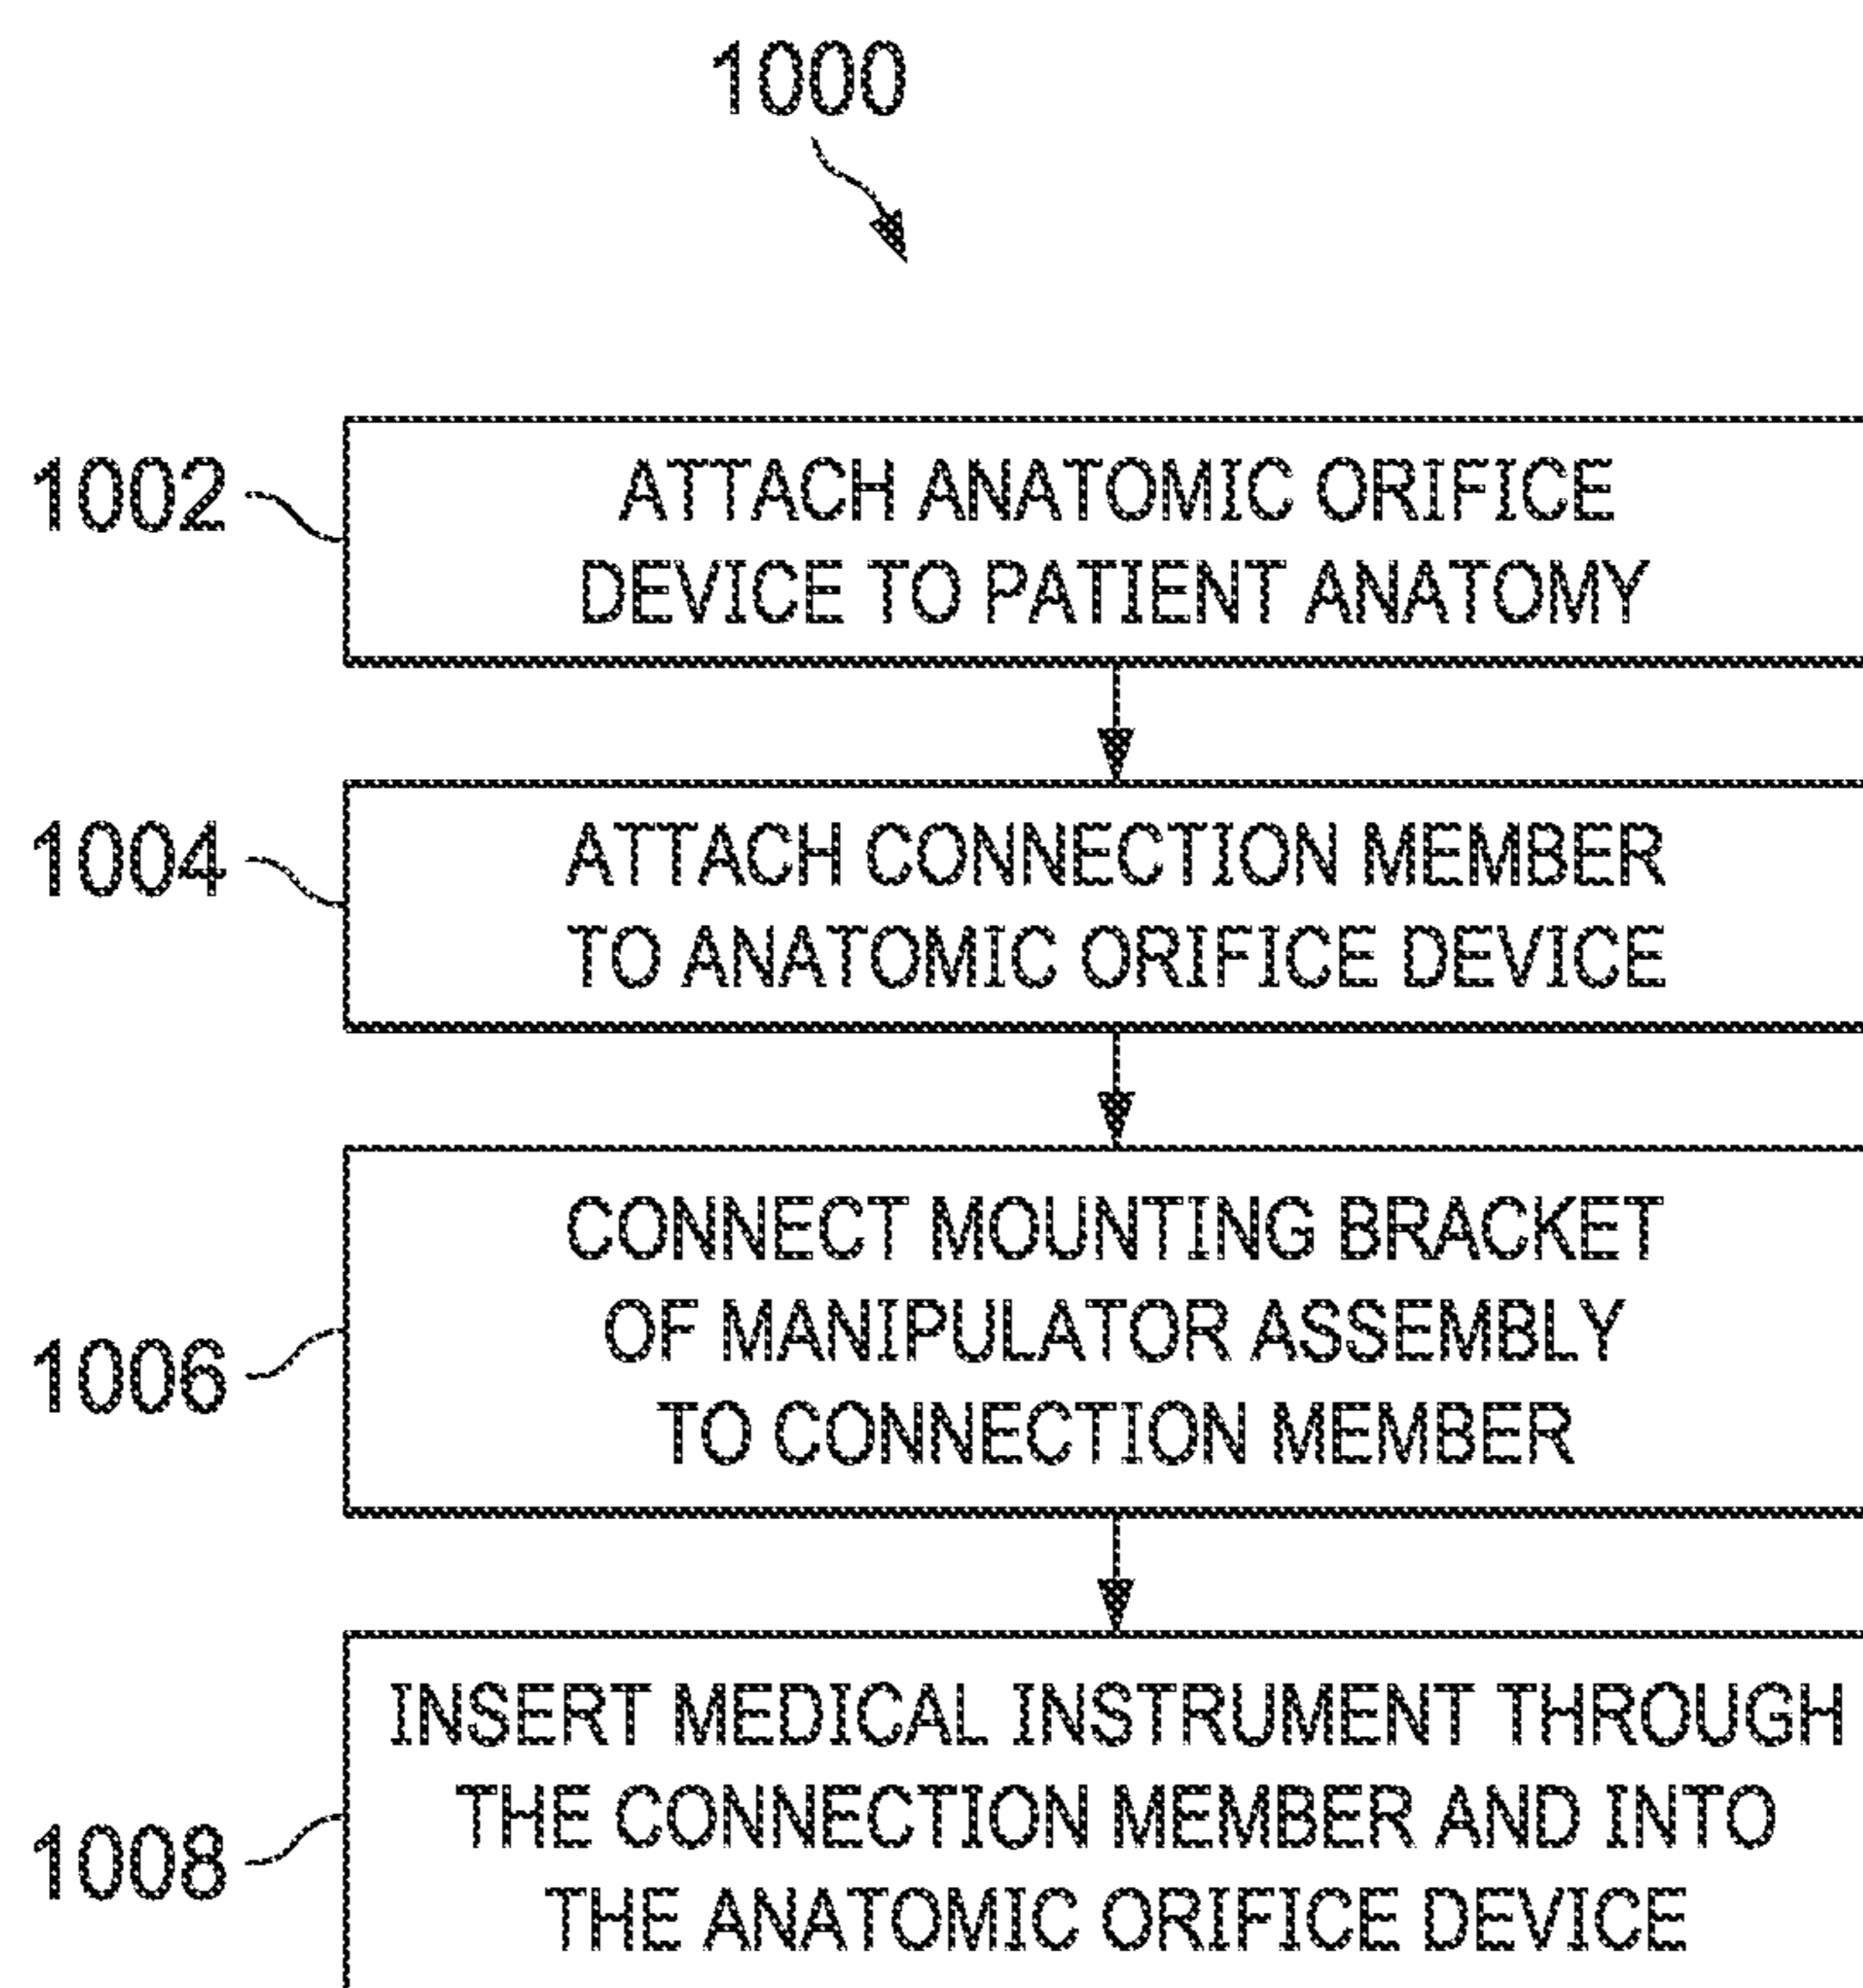 1000
1002
ATTACH ANATOMIC ORIFICE
DEVICE TO PATIENT ANATOMY
1004
ATTACH CONNECTION MEMBER
TO ANATOMIC ORIFICE DEVICE
1006
CONNECT MOUNTING BRACKET
OF MANIPULATOR ASSEMBLY
TO CONNECTION MEMBER
1008
INSERT MEDICAL INSTRUMENT THROUGH
THE CONNECTION MEMBER AND INTO
THE ANATOMIC ORIFICE DEVICE